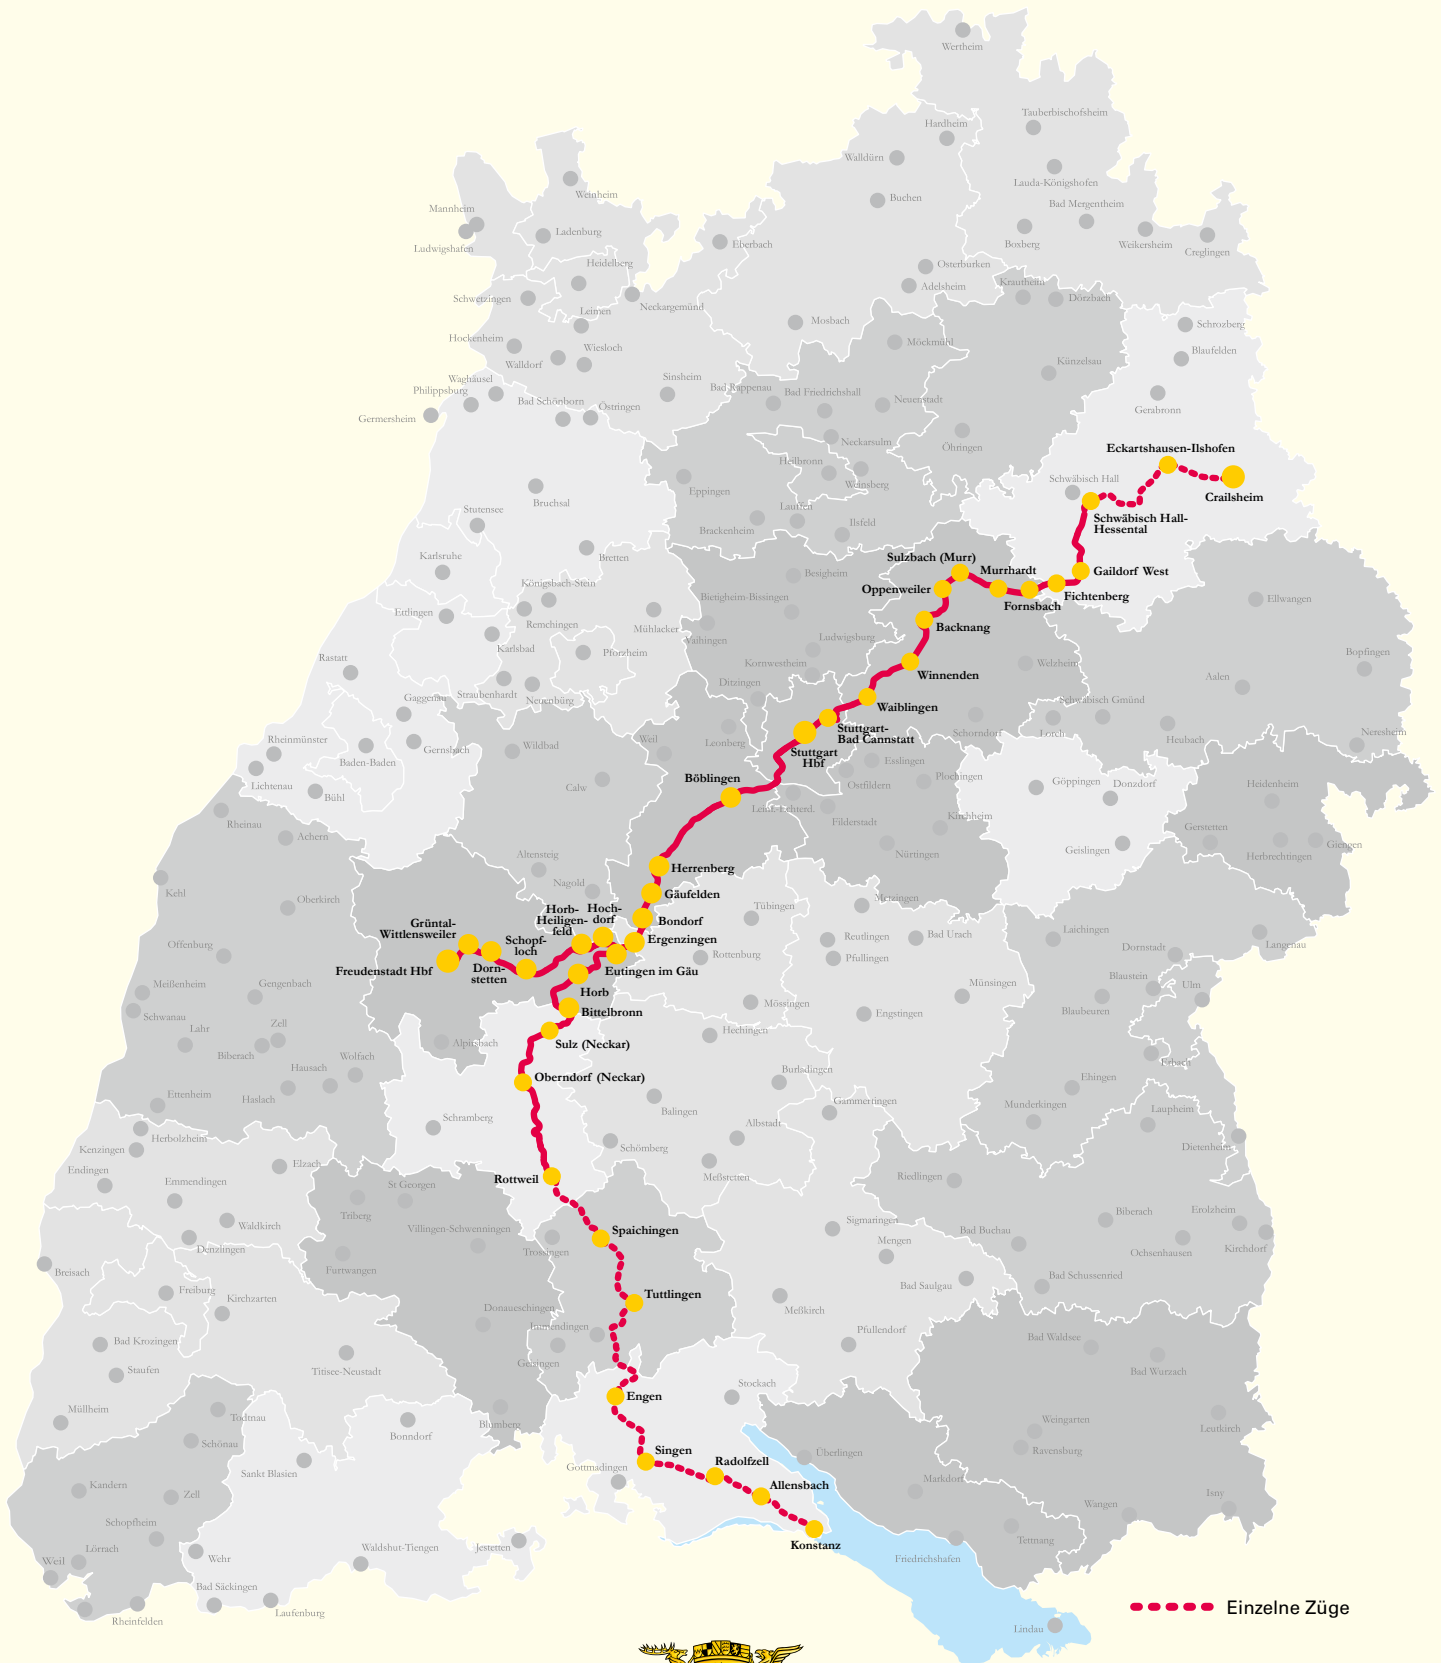 Wertheim
Tauberbischofsheim
Hardheim
Walldürn
Lauda-Königshofen
Weinheim
Buchen
Bad Mergentheim
Mannheim
Ladenburg
Eberbach
Boxberg
Weikersheim
Creglingen
Ludwigshafen
Heidelberg
Osterburken
Adelsheim
Krautheim
Dörzbach
Schwetzingen
Neckargemünd
Leimen
Mosbach
Schrozberg
Hockenheim
Wiesloch
Möckmühl
Blaufelden
Walldorf
Künzelsau
Waghäusel
Sinsheim
Philippsburg
Bad Rappenau
Bad Friedrichshall
Bad Schönborn
Östringen
Neuenstadt
Gerabronn
Germersheim
Neckarsulm
Öhringen
Eckartshausen-Ilshofen
Heilbronn
Schwäbisch Hall
Weinsberg
Eppingen
Crailsheim
Bruchsal
Lauffen
Stutensee
Brackenheim
Ilsfeld
Schwäbisch Hall-
Hessental
Karlsruhe
Bretten
Sulzbach (Murr)
Murrhardt
Gaildorf West
Besigheim
Königsbach-Stein
Oppenweiler
Fichtenberg
Bietigheim-Bissingen
Fornsbach
Ellwangen
Ettlingen
Remchingen
Mühlacker
Backnang
Vaihingen
Ludwigsburg
Karlsbad
Pforzheim
Bopfingen
Rastatt
Kornwestheim
Welzheim
Winnenden
Aalen
Straubenhardt
Ditzingen
Gaggenau
Neuenbürg
Waiblingen
Schwäbisch Gmünd
Stuttgart-
Bad Cannstatt
Schorndorf
Lorch
Heubach
Neresheim
Rheinmünster
Gernsbach
Wildbad
Weil
Leonberg
Stuttgart
Hbf
Baden-Baden
Esslingen
Böblingen
Plochingen
Göppingen
Donzdorf
Heidenheim
Lichtenau
Bühl
Calw
Ostfildern
Leinf.-Echterd.
Rheinau
Filderstadt
Kirchheim
Gerstetten
Achern
Giengen
Geislingen
Herbrechtingen
Altensteig
Nürtingen
Herrenberg
Nagold
Kehl
Gäufelden
Oberkirch
Horb-
Heiligen-
feld
Hoch-
dorf
Metzingen
Tübingen
Bondorf
Grüntal-
Wittlensweiler
Schopf-
loch
Ergenzingen
Reutlingen
Bad Urach
Laichingen
Langenau
Offenburg
Dornstadt
Rottenburg
Pfullingen
Freudenstadt Hbf
Dorn-
stetten
Eutingen im Gäu
Blaustein
Meißenheim
Gengenbach
Münsingen
Ulm
Horb
Mössingen
Blaubeuren
Schwanau
Bittelbronn
Engstingen
Lahr
Zell
Hechingen
Alpirsbach
Sulz (Neckar)
Biberach
Wolfach
Erbach
Hausach
Burladingen
Ehingen
Oberndorf (Neckar)
Ettenheim
Haslach
Gammertingen
Balingen
Munderkingen
Laupheim
Schramberg
Albstadt
Herbolzheim
Kenzingen
Schömberg
Dietenheim
Endingen
Elzach
Meßstetten
Riedlingen
Rottweil
Emmendingen
St Georgen
Triberg
Biberach
Erolzheim
Waldkirch
Sigmaringen
Villingen-Schwenningen
Spaichingen
Bad Buchau
Denzlingen
Trossingen
Mengen
Ochsenhausen
Kirchdorf
Breisach
Furtwangen
Bad Schussenried
Freiburg
Kirchzarten
Tuttlingen
Bad Saulgau
Donaueschingen
Meßkirch
Immendingen
Pfullendorf
Bad Krozingen
Bad Waldsee
Geisingen
Titisee-Neustadt
Bad Wurzach
Staufen
Stockach
Engen
Müllheim
Todtnau
Blumberg
Weingarten
Bonndorf
Leutkirch
Schönau
Singen
Überlingen
Ravensburg
Sankt Blasien
Gottmadingen
Radolfzell
Kandern
Allensbach
Markdorf
Zell
Isny
Wangen
Schopfheim
Konstanz
Lörrach
Jestetten
Waldshut-Tiengen
Tettnang
Weil
Wehr
Friedrichshafen
Bad Säckingen
Laufenburg
Rheinfelden
Lindau
Einzelne Züge